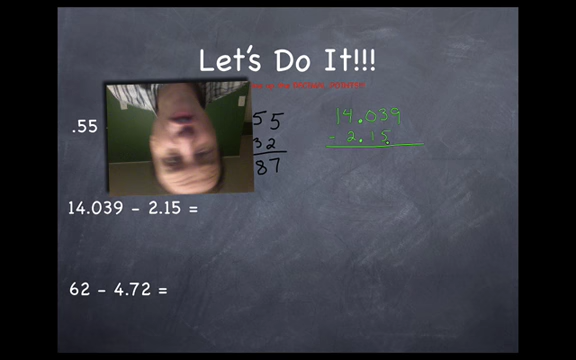 Let's Do It!!!
.55
55
32
87
14.039
- 2.15
14.039 - 2.15 =
62 - 4.72 =